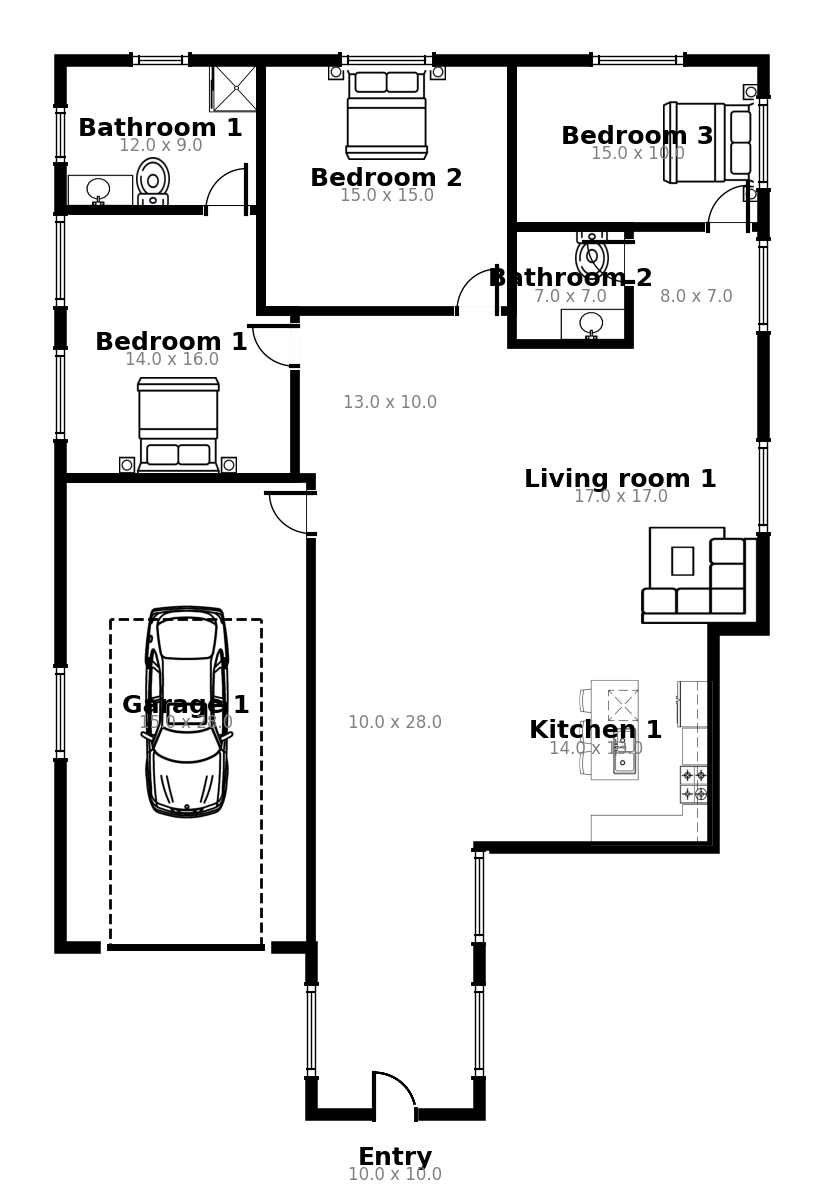 Bathroom 1
12.0 x 9.0
Bedroom 2
15.0 x 15.0
Bedroom 3
15.0 x 10.0
Bathroom 2
7.0 x 7.0
8.0 x 7.0
Bedroom 1
14.0 x 16.0
13.0 x 10.0
Living room 1
17.0 x 17.0
Garage 1
15.0 x 28.0
10.0 x 28.0
Kitchen 1
14.0 x 13.0
Entry
10.0 x 10.0